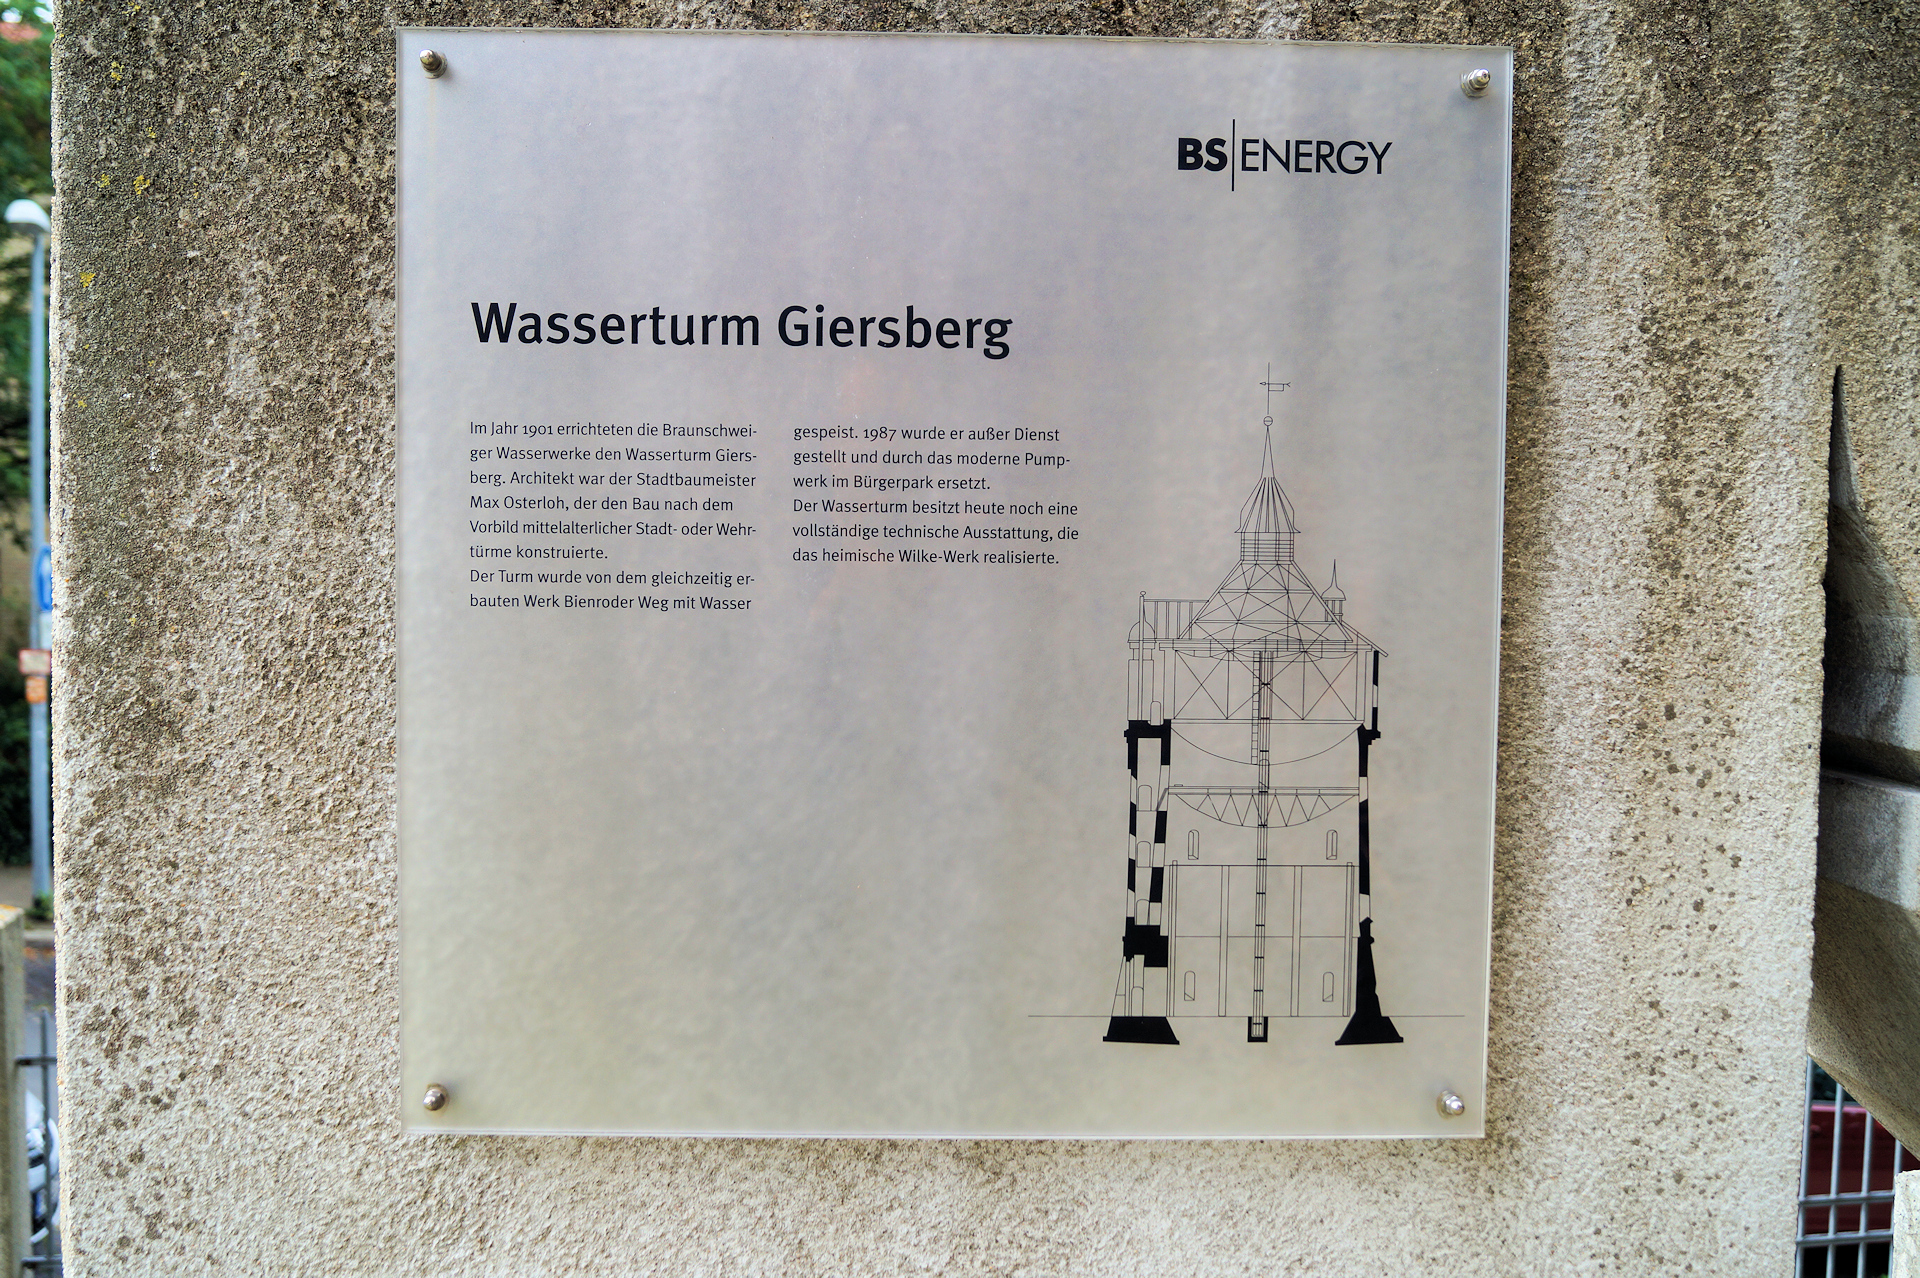 BS|ENERGY
Wasserturm Giersberg
Im Jahr 1901 errichteten die Braunschwei-
ger Wasserwerke den Wasserturm Giers-
berg. Architekt war der Stadtbaumeister
Max Osterloh, der den Bau nach dem
Vorbild mittelalterlicher Stadt- oder Wehr-
türme konstruierte.
Der Turm wurde von dem gleichzeitig er-
bauten Werk Bienroder Weg mit Wasser
gespeist. 1987 wurde er außer Dienst
gestellt und durch das moderne Pump-
werk im Bürgerpark ersetzt.
Der Wasserturm besitzt heute noch eine
vollständige technische Ausstattung, die
das heimische Wilke-Werk realisierte.